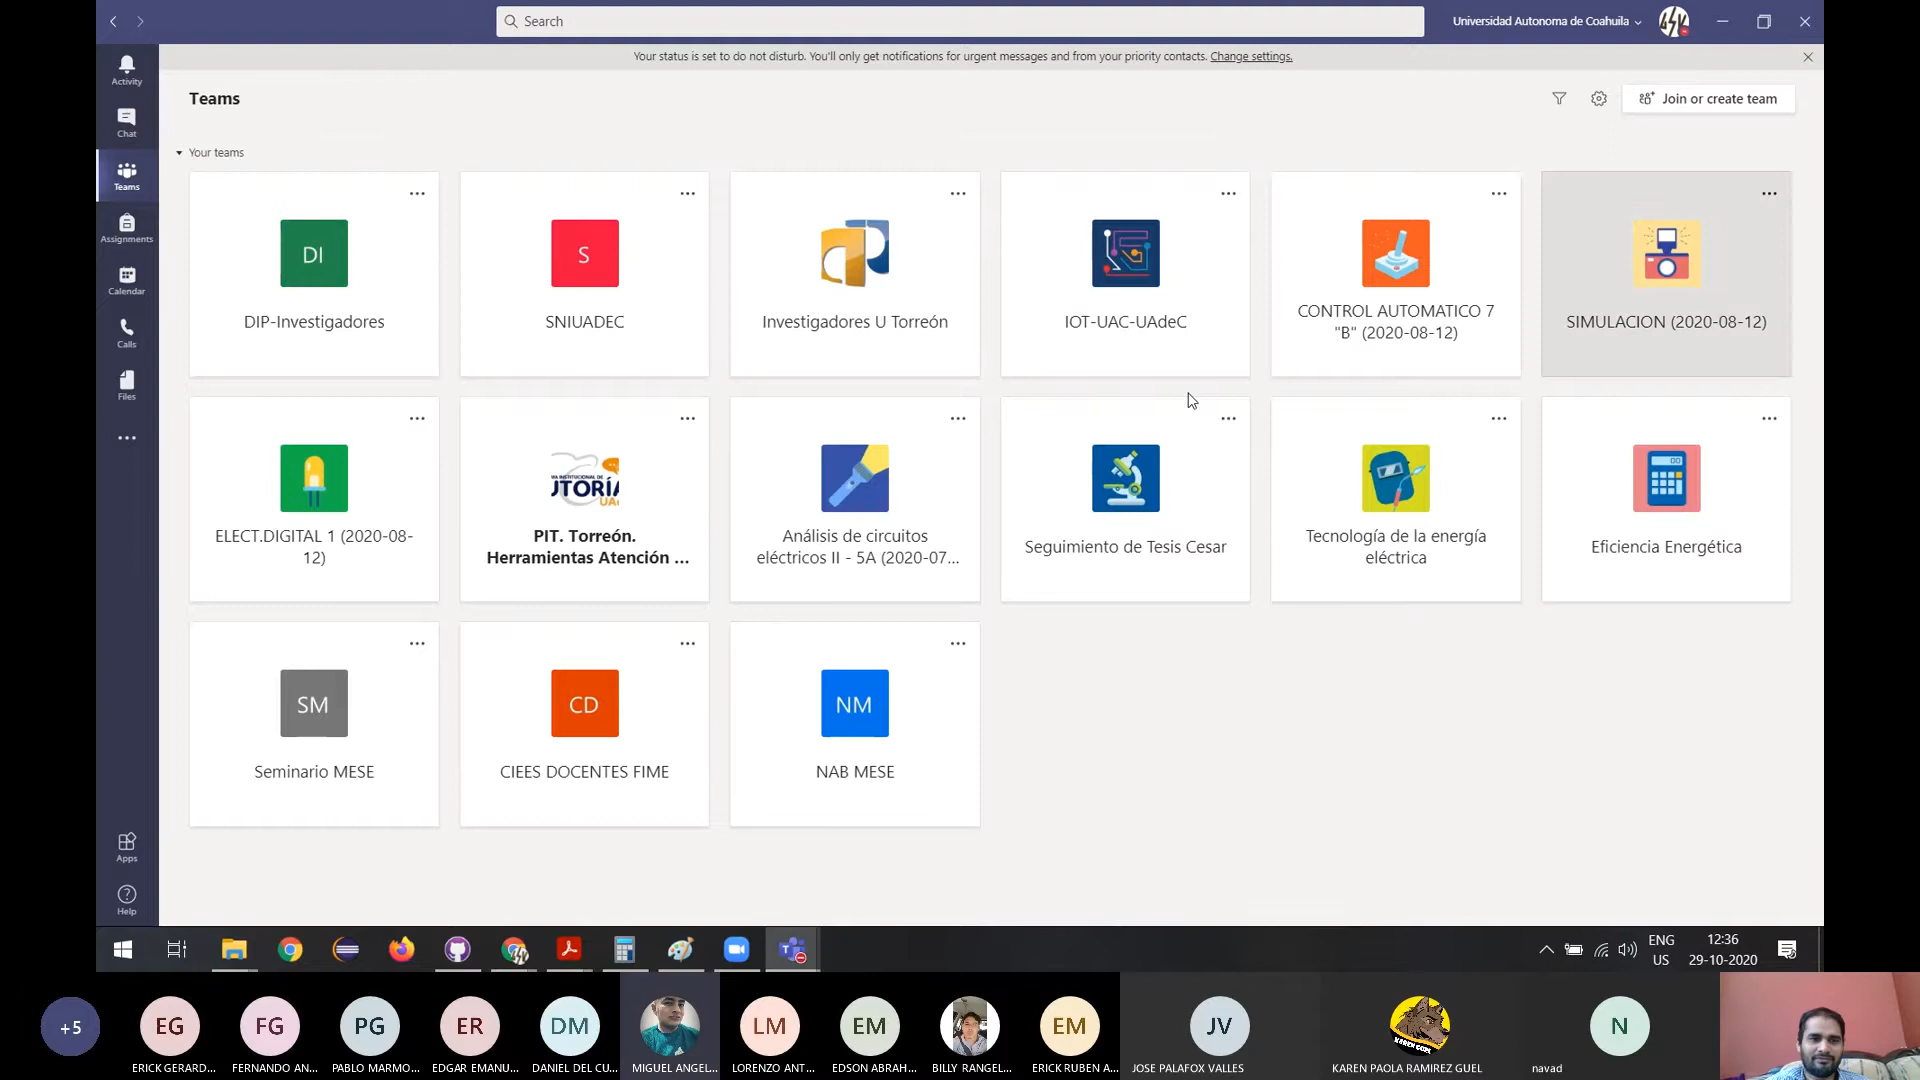 Search
Universidad Autonoma de Coahuila
Your status is set to do not disturb. You'll only get notifications for urgent messages and from your priority contacts. Change settings.
Activity
Chat
Teams
Assignments
Calendar
Calls
Files
Apps
Help
Teams
Join or create team
Your teams
DI
DIP-Investigadores
S
SNIUADEC
Investigadores U Torreón
IOT-UAC-UAdeC
CONTROL AUTOMATICO 7
"B" (2020-08-12)
SIMULACION (2020-08-12)
ELECT.DIGITAL 1 (2020-08-
12)
PIT. Torreón.
Herramientas Atención ...
Análisis de circuitos
eléctricos II - 5A (2020-07...
Seguimiento de Tesis Cesar
Tecnología de la energía
eléctrica
Eficiencia Energética
SM
Seminario MESE
CD
CIEES DOCENTES FIME
NM
NAB MESE
ENG
US
12:36
29-10-2020
+5
EG
FG
PG
ER
DM
LM
EM
EM
JV
N
ERICK GERARD...
FERNANDO AN...
PABLO MARMO...
EDGAR EMANU...
DANIEL DEL CU...
MIGUEL ANGEL...
LORENZO ANT...
EDSON ABRAH...
BILLY RANGEL...
ERICK RUBEN A...
JOSE PALAFOX VALLES
KAREN PAOLA RAMIREZ GUEL
navad